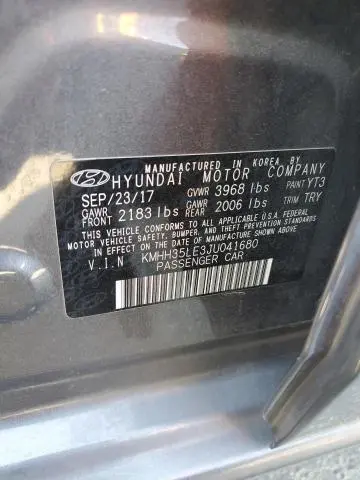 MANUFACTURED IN KOREA BY
HYUNDAI MOTOR COMPANY
SEP/23/17 GVWR 3968 lbs PAINT YT3
GAWR FRONT 2183 lbs GAWR REAR 2006 lbs TRIM TRY
THIS VEHICLE CONFORMS TO ALL APPLICABLE FEDERAL
MOTOR VEHICLE SAFETY, BUMPER, AND THEFT PREVENTION
STANDARDS IN EFFECT ON THE DATE OF MANUFACTURE SHOWN ABOVE.
V.I.N KMHH35LE3JU041680
PASSENGER CAR